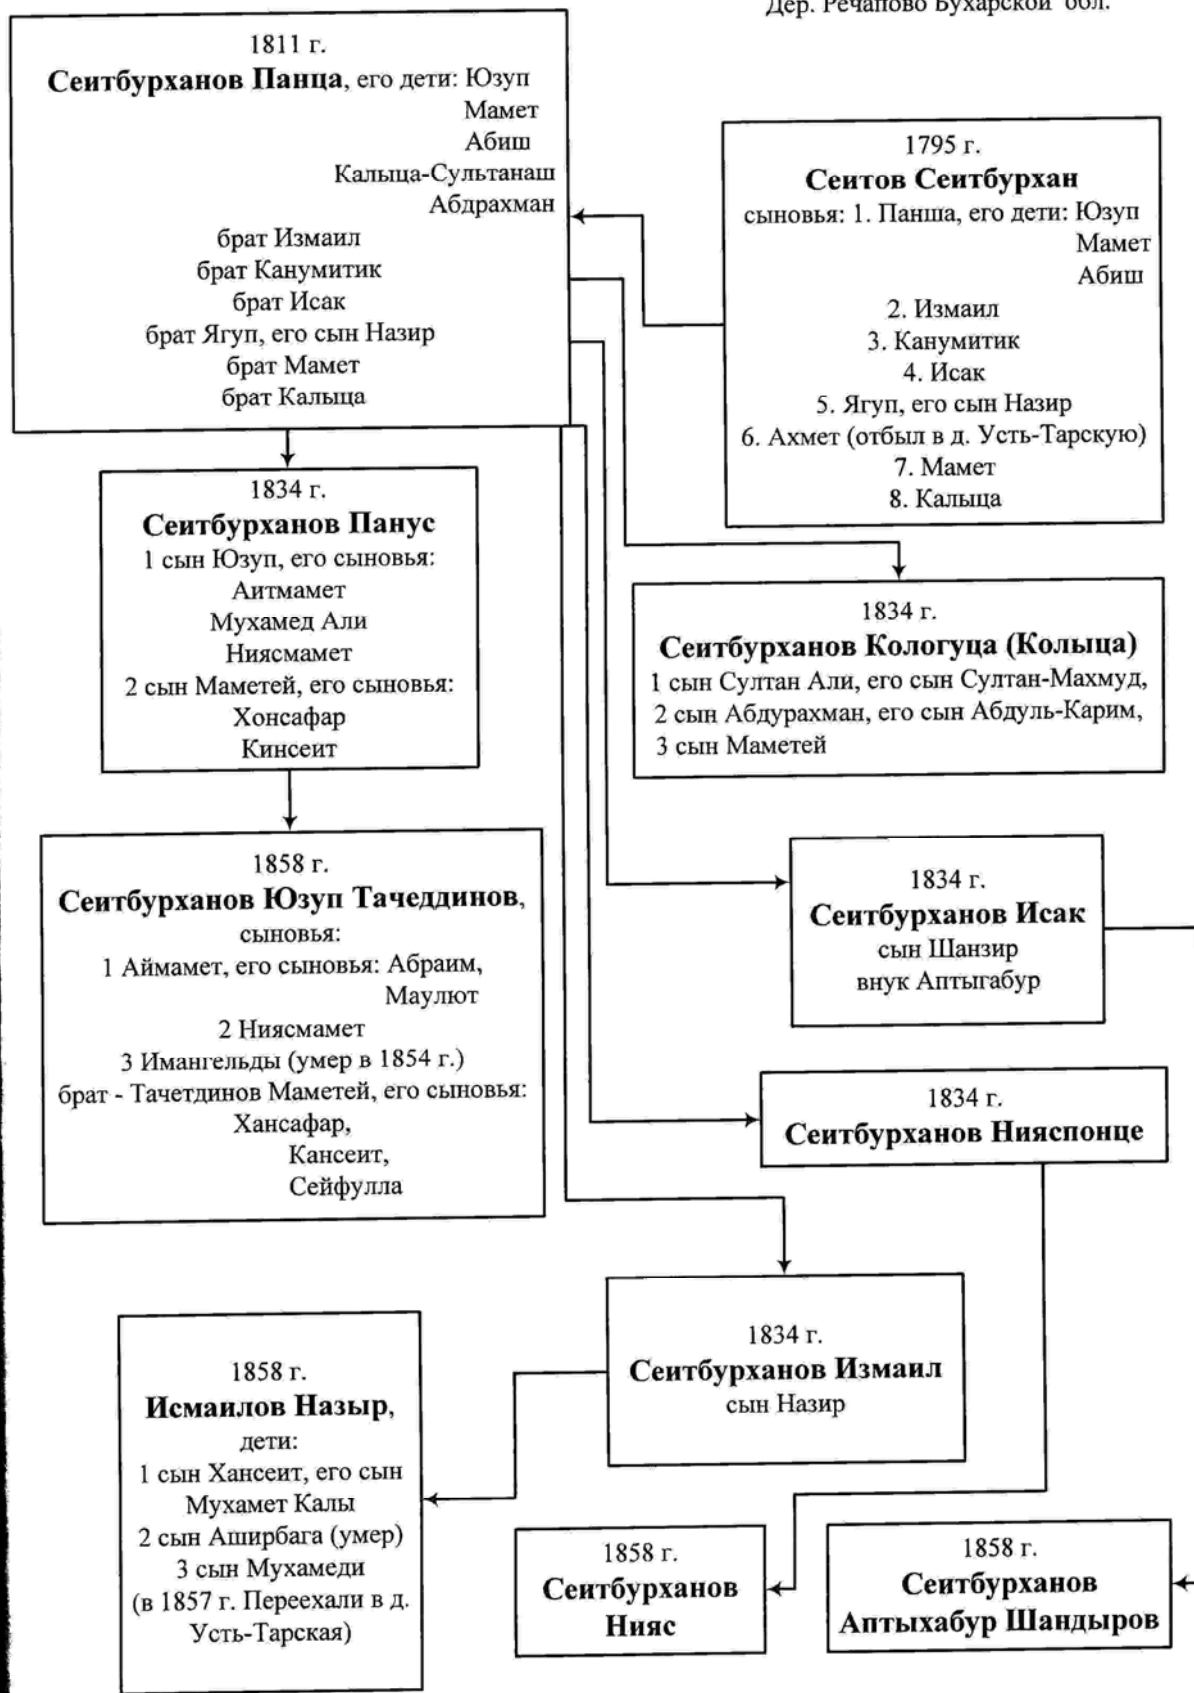 Дер. Речапово Бухарской обл.
1811 г.
Сеитбурханов Панца, его дети: Юзуп
Мамет
Абиш
Калыца-Султанаш
Абдрахман
брат Измаил
брат Канумитик
брат Исак
брат Ягуп, его сын Назир
брат Мамет
брат Калыца
1795 г.
Сеитов Сеитбурхан
сыновья: 1. Панша, его дети: Юзуп
Мамет
Абиш
2. Измаил
3. Канумитик
4. Исак
5. Ягуп, его сын Назир
6. Ахмет (отбыл в д. Усть-Тарскую)
7. Мамет
8. Калыца
1834 г.
Сеитбурханов Панус
1 сын Юзуп, его сыновья:
Аитмамет
Мухамед Али
Ниясмамет
2 сын Маметей, его сыновья:
Хонсафар
Кинсеит
1834 г.
Сеитбурханов Кологуца (Колыца)
1 сын Султан Али, его сын Султан-Махмуд,
2 сын Абдурахман, его сын Абдуль-Карим,
3 сын Маметей
1858 г.
Сеитбурханов Юзуп Тачеддинов,
сыновья:
1 Аймамет, его сыновья: Абраим,
Маулют
2 Ниясмамет
3 Имангельды (умер в 1854 г.)
брат - Тачетдинов Маметей, его сыновья:
Хансафар,
Кансеит,
Сейфулла
1834 г.
Сеитбурханов Исак
сын Шанзир
внук Аптыгабур
1834 г.
Сеитбурханов Нияспонце
1834 г.
Сеитбурханов Измаил
сын Назир
1858 г.
Исмаилов Назыр,
дети:
1 сын Хансеит, его сын
Мухамет Калы
2 сын Аширбага (умер)
3 сын Мухамеди
(в 1857 г. Переехали в д.
Усть-Тарская)
1858 г.
Сеитбурханов
Нияс
1858 г.
Сеитбурханов
Аптыхабур Шандыров